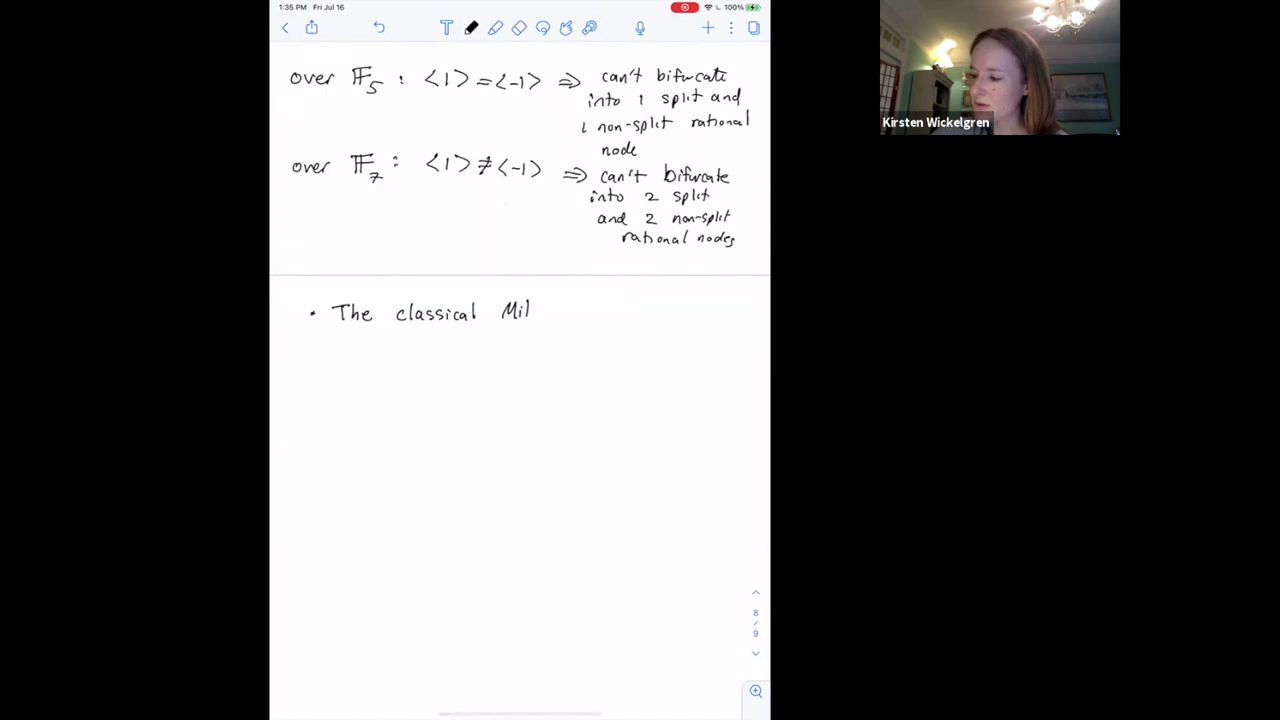 1:35 PM Fri Jul 16
100%
over 𝔽₅ : <1> = <-1> ⇒ can't bifurcate
into 1 split and
1 non-split rational
node
over 𝔽₇ : <1> ≠ <-1> ⇒ can't bifurcate
into 2 split
and 2 non-split
rational nodes
• The classical Mil
8
/
9
Kirsten Wickelgren